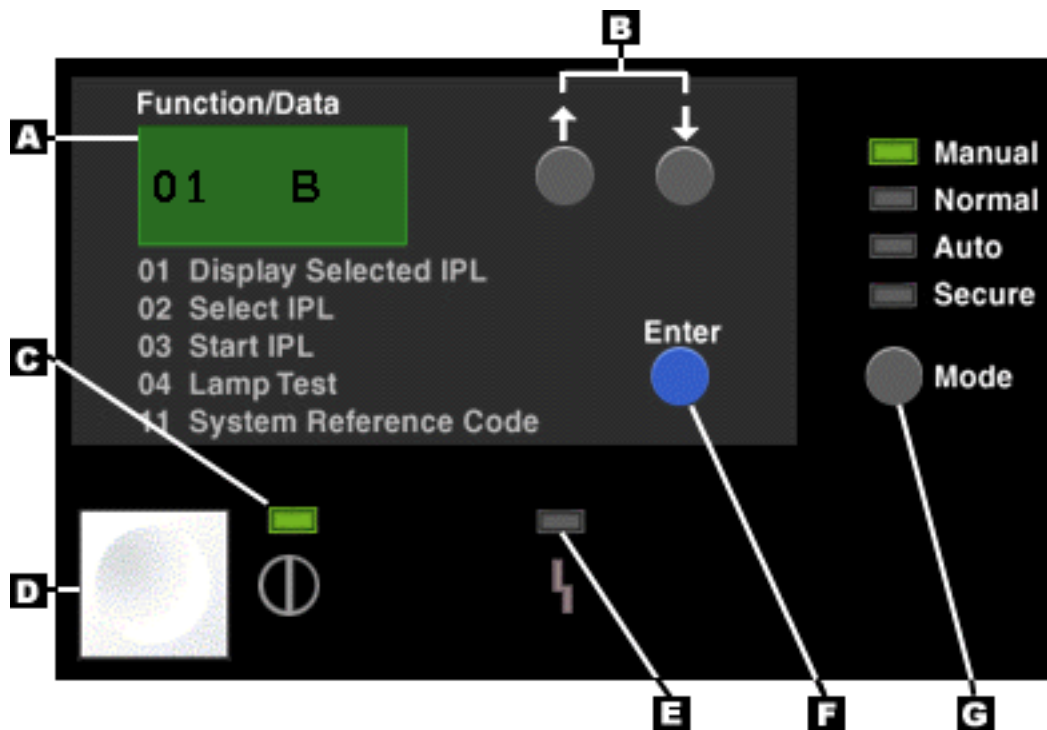 B
Function/Data
A
01 B
Manual
Normal
Auto
Secure
01 Display Selected IPL
02 Select IPL
03 Start IPL
04 Lamp Test
11 System Reference Code
Enter
Mode
C
D
E
F
G